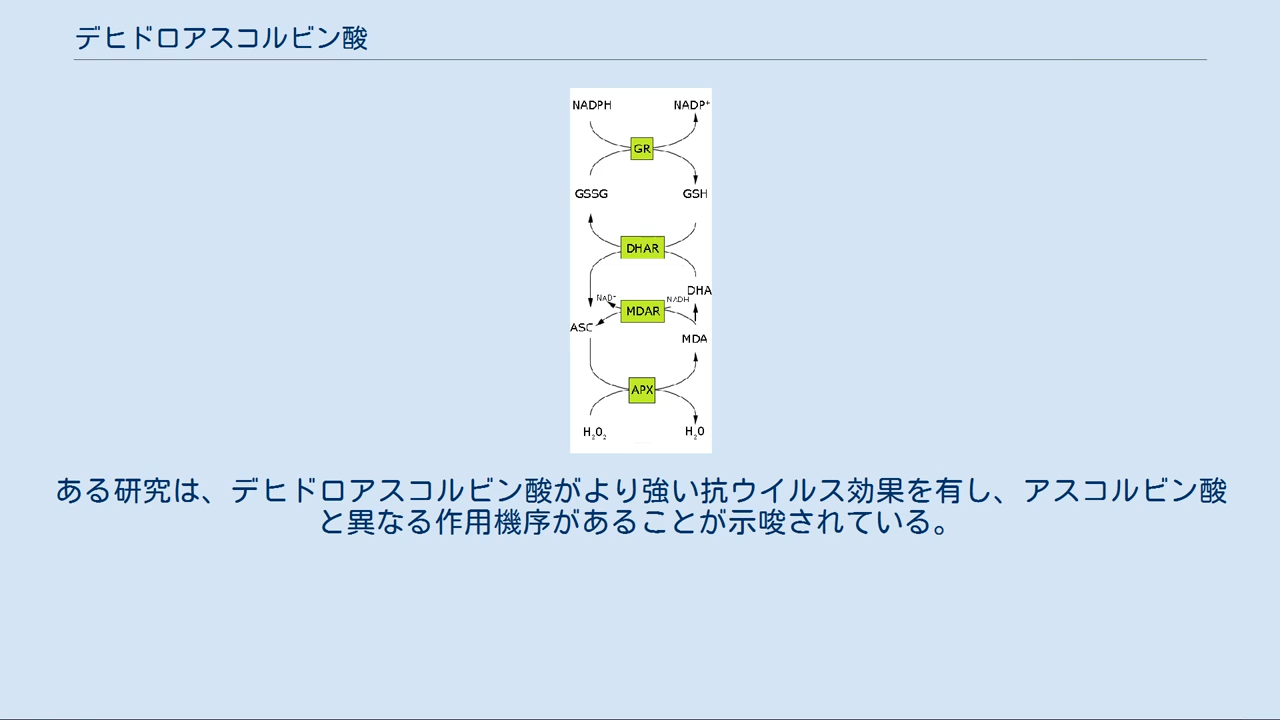 デヒドロアスコルビン酸
NADPH NADP⁺
GR
GSSG GSH
DHAR
DHA
NAD⁺ NADH
MDAR
ASC
MDA
APX
H₂O₂ H₂O
ある研究は、デヒドロアスコルビン酸がより強い抗ウイルス効果を有し、アスコルビン酸
と異なる作用機序があることが示唆されている。